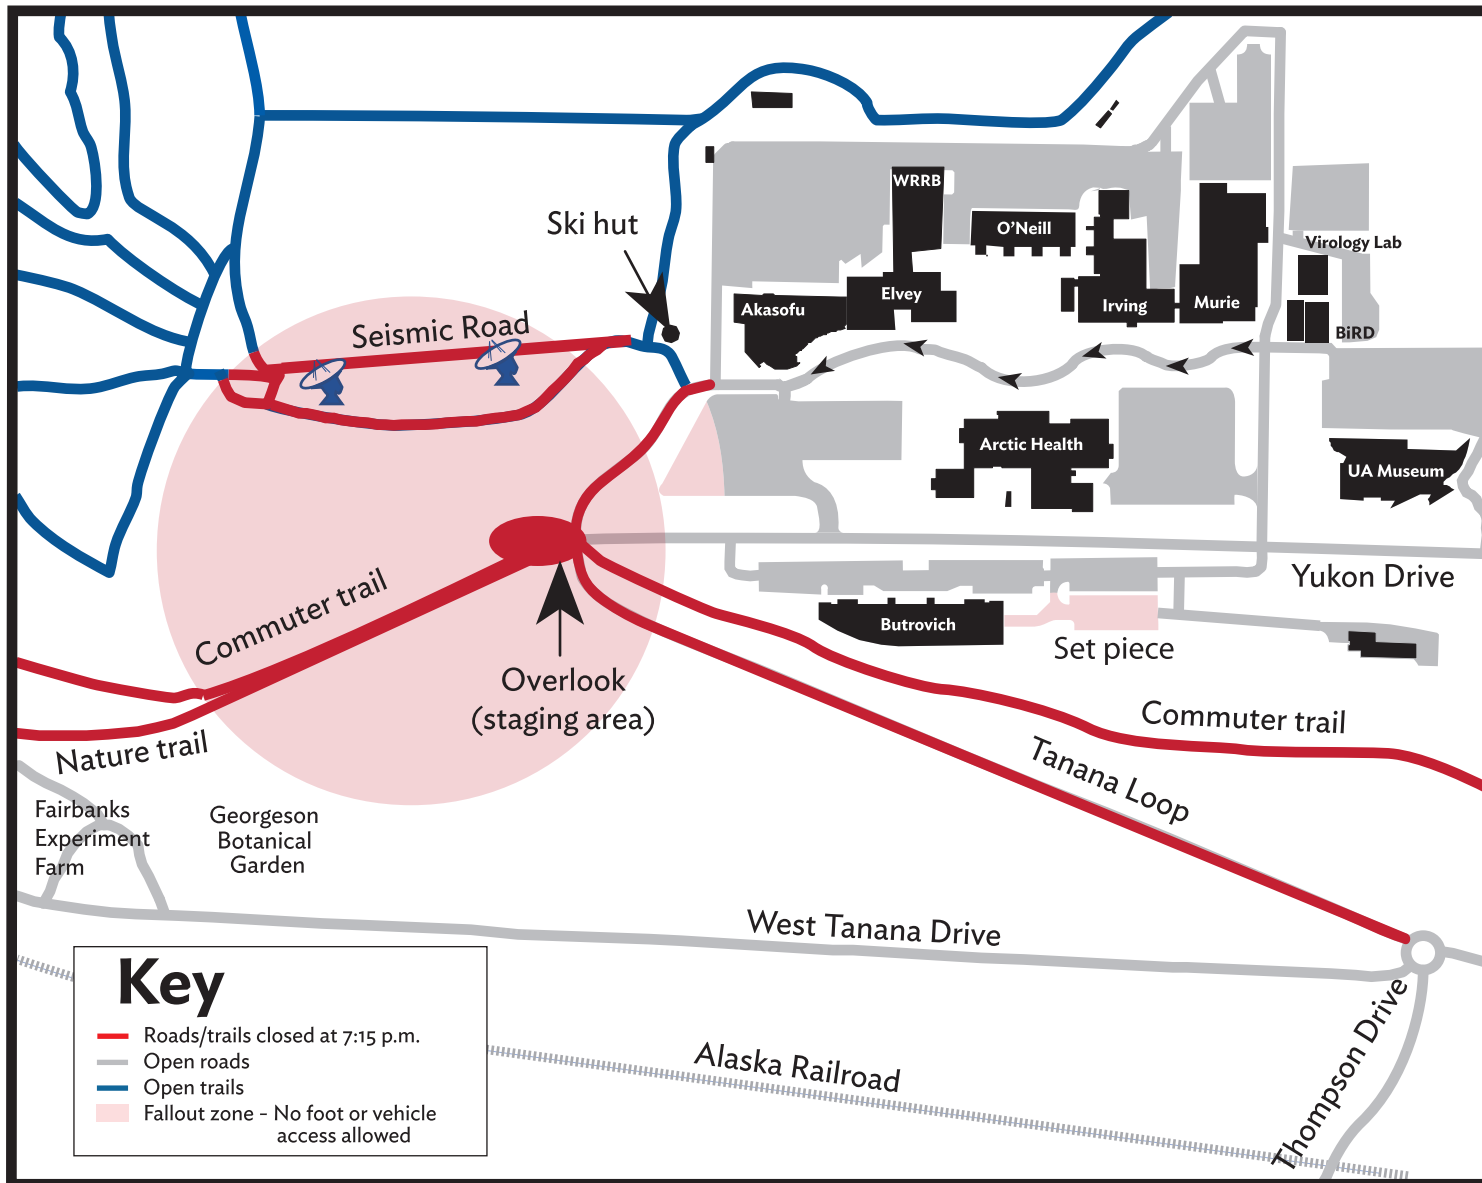 WRRB
Ski hut
O'Neill
Virology Lab
Elvey
Akasofu
Irving
Murie
Seismic Road
BiRD
Arctic Health
UA Museum
Yukon Drive
Commuter trail
Butrovich
Set piece
Overlook
(staging area)
Commuter trail
Nature trail
Tanana Loop
Fairbanks
Experiment
Farm
Georgeson
Botanical
Garden
West Tanana Drive
Thompson Drive
Alaska Railroad
Key
Roads/trails closed at 7:15 p.m.
Open roads
Open trails
Fallout zone - No foot or vehicle
access allowed